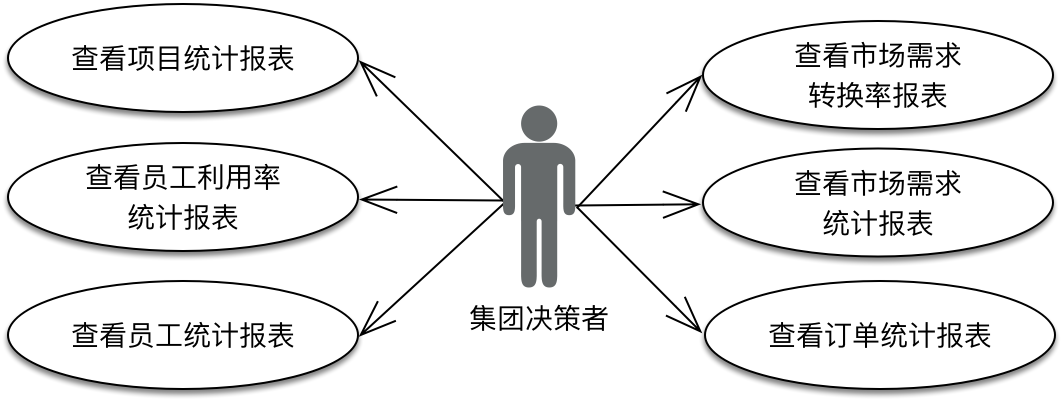 查看项目统计报表
查看员工利用率
统计报表
查看员工统计报表
集团决策者
查看市场需求
转换率报表
查看市场需求
统计报表
查看订单统计报表